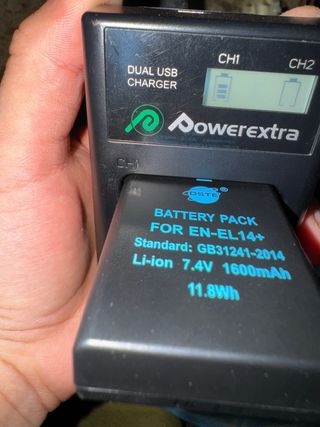 CH1 CH2
DUAL USB
CHARGER
Powerextra
CH1
DSTE
BATTERY PACK
FOR EN-EL14+
Standard: GB31241-2014
Li-ion 7.4V 1600mAh
11.8Wh